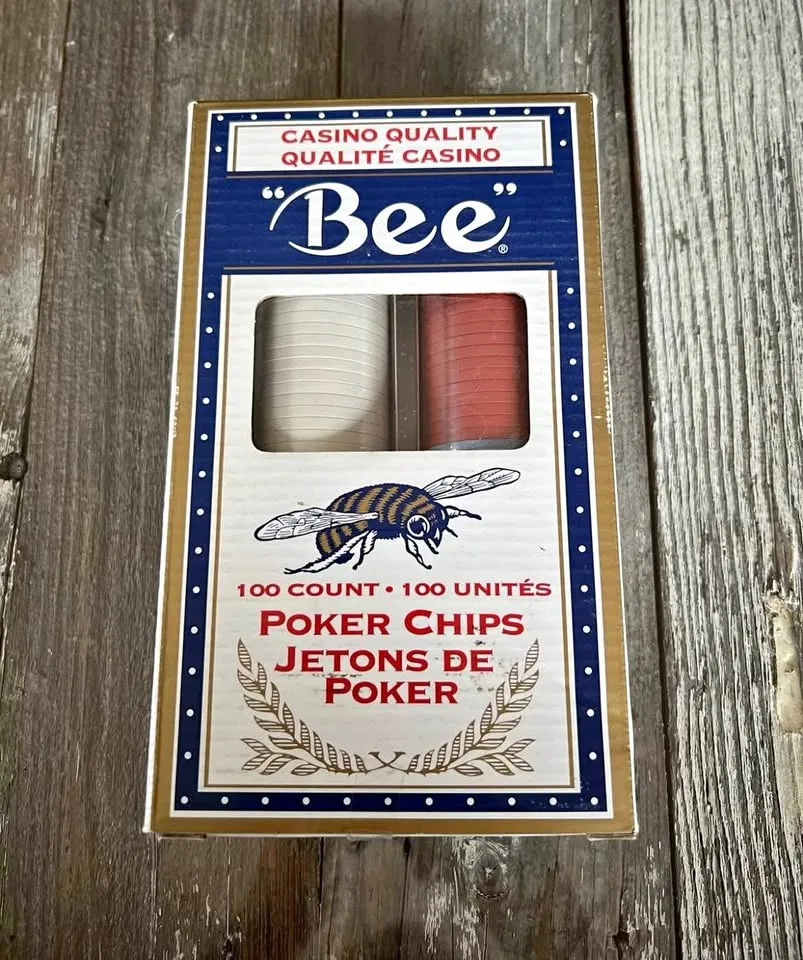 CASINO QUALITY
QUALITÉ CASINO
“Bee”®
100 COUNT • 100 UNITÉS
POKER CHIPS
JETONS DE
POKER